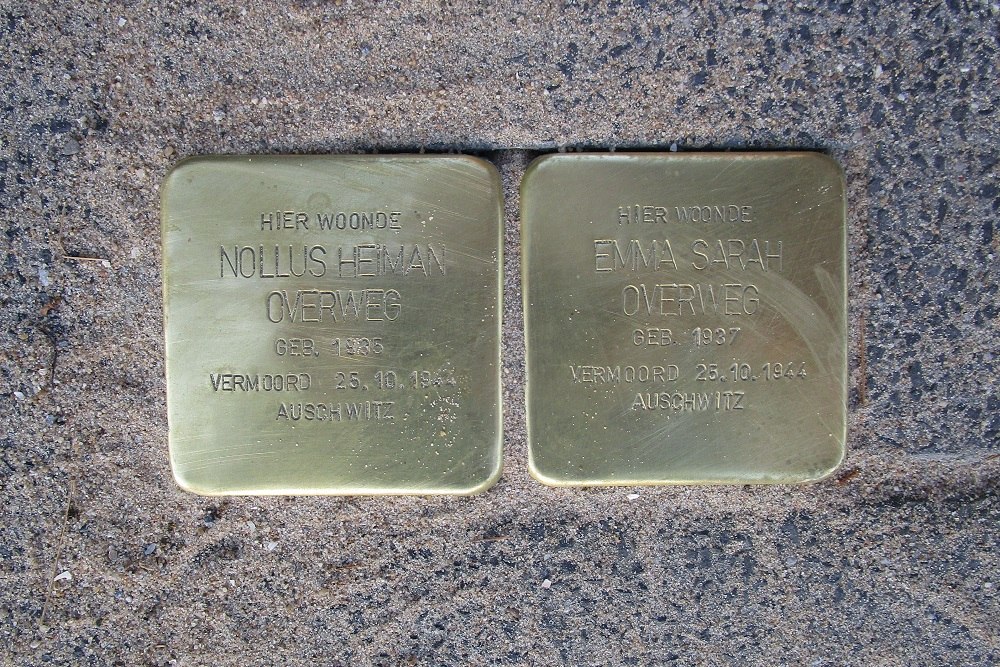 HIER WOONDE
NOLLUS HEIMAN
OVERWEG
GEB. 1935
VERMOORD 25.10.1944
AUSCHWITZ
HIER WOONDE
EMMA SARAH
OVERWEG
GEB. 1937
VERMOORD 25.10.1944
AUSCHWITZ